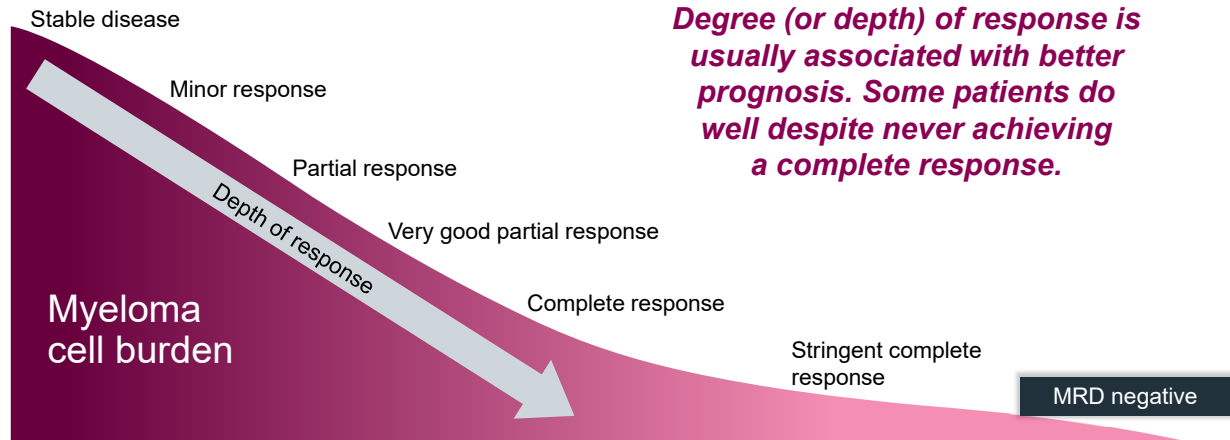 Stable disease
Degree (or depth) of response is
usually associated with better
prognosis. Some patients do
well despite never achieving
a complete response.
Minor response
Partial response
Depth of response
Very good partial response
Myeloma
cell burden
Complete response
Stringent complete
response
MRD negative